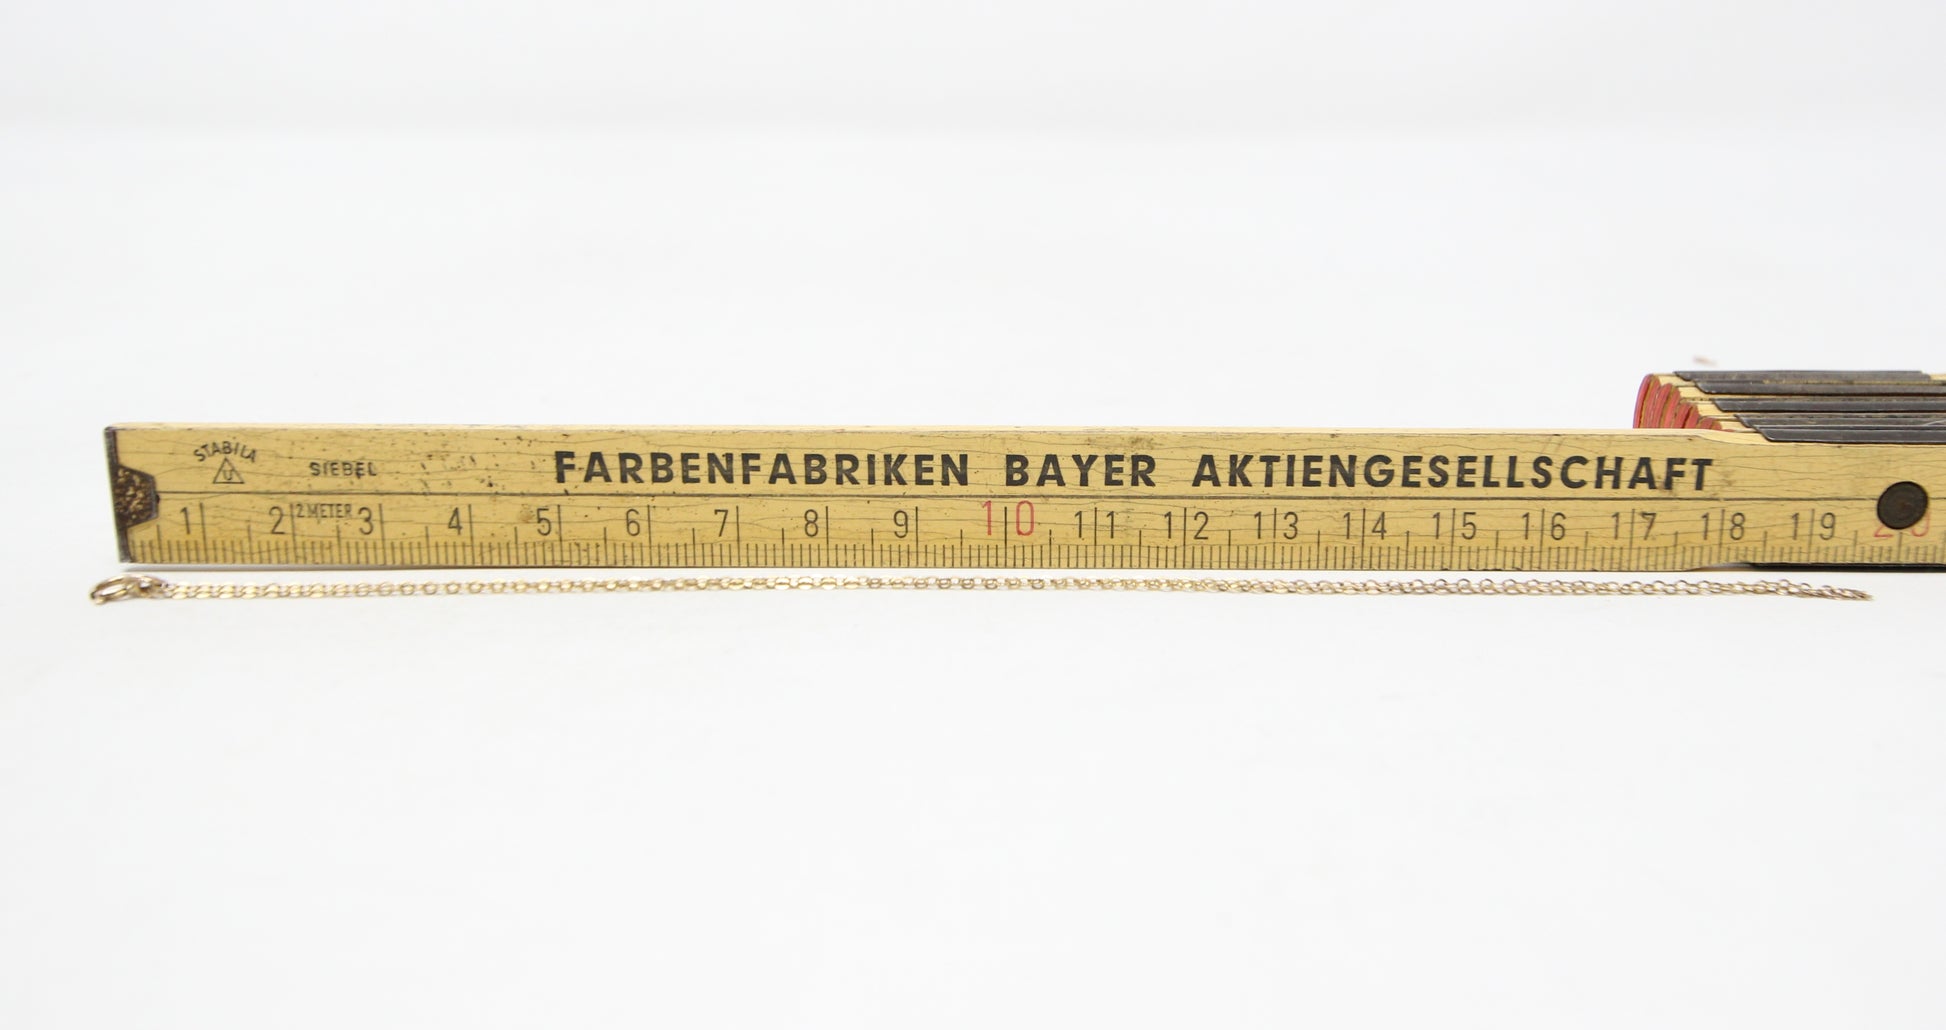 STABILA
U
SIEBEL
FARBENFABRIKEN BAYER AKTIENGESELLSCHAFT
1 2 2 METER 3 4 5 6 7 8 9 10 11 12 13 14 15 16 17 18 19 20